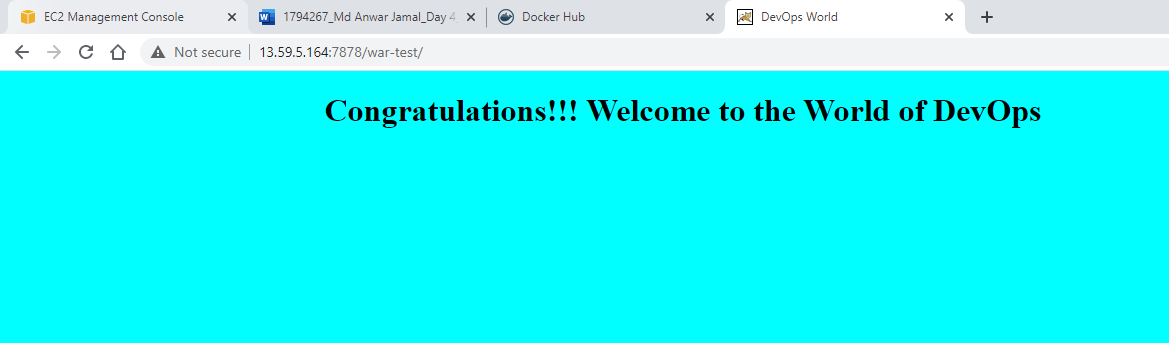 EC2 Management Console
1794267_Md Anwar Jamal_Day 4
Docker Hub
DevOps World
Not secure
13.59.5.164:7878/war-test/
Congratulations!!! Welcome to the World of DevOps